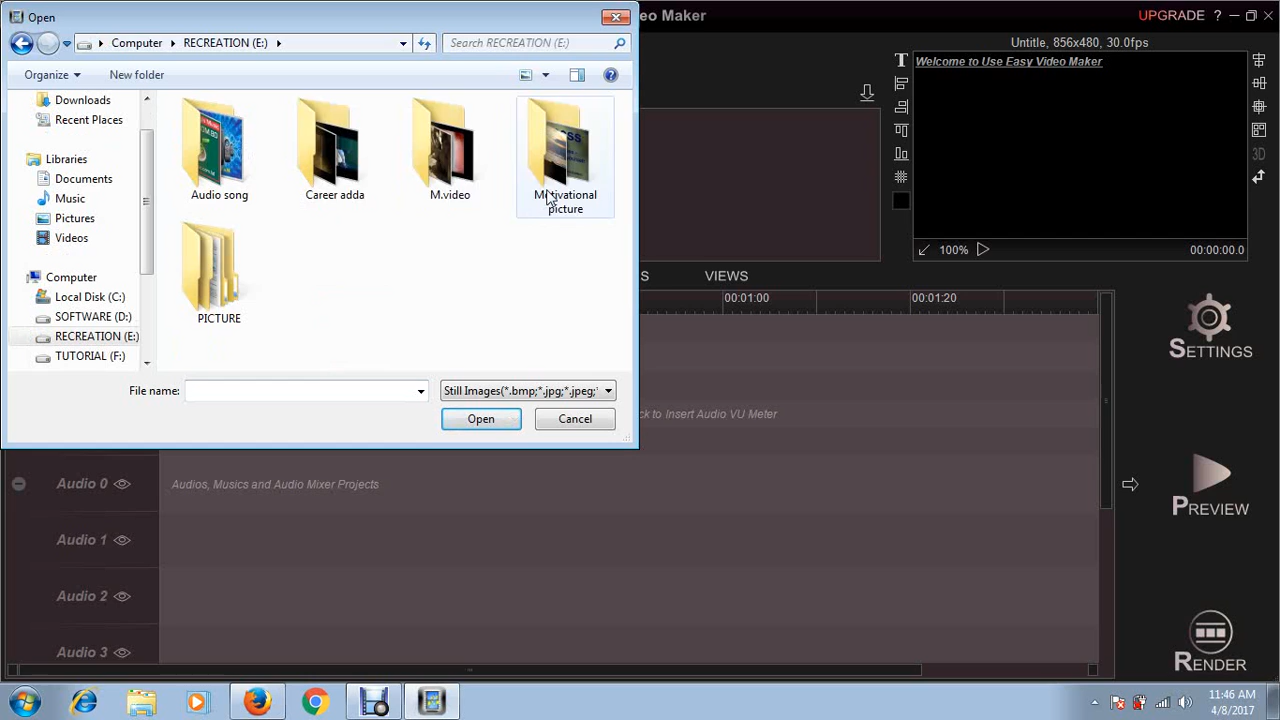 Open
eo Maker
UPGRADE ?
Computer RECREATION (E:)
Search RECREATION (E:)
Untitle, 856x480, 30.0fps
Organize New folder
T Welcome to Use Easy Video Maker
Downloads
Recent Places
Libraries
Documents
Music
Pictures
Videos
Computer
Local Disk (C:)
SOFTWARE (D:)
RECREATION (E:)
TUTORIAL (F:)
Audio song
Career adda
M.video
Motivational
picture
PICTURE
3D
100% 00:00:00.0
S VIEWS
00:01:00 00:01:20
File name:
Still Images(*.bmp;*.jpg;*.jpeg;*
Open Cancel
ck to Insert Audio VU Meter
SETTINGS
Audio 0 Audios, Musics and Audio Mixer Projects
PREVIEW
Audio 1
Audio 2
Audio 3
RENDER
11:46 AM
4/8/2017